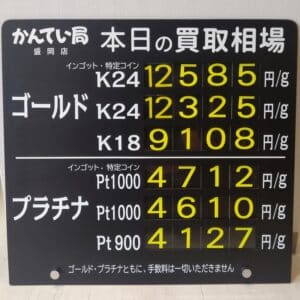 かんてい局
盛岡店
本日の買取相場
インゴット・特定コイン
K24 12585 円/g
ゴールド K24 12325 円/g
K18 9108 円/g
インゴット・特定コイン
Pt1000 4712 円/g
プラチナ Pt1000 4610 円/g
Pt900 4127 円/g
ゴールド・プラチナともに、手数料は一切いただきません